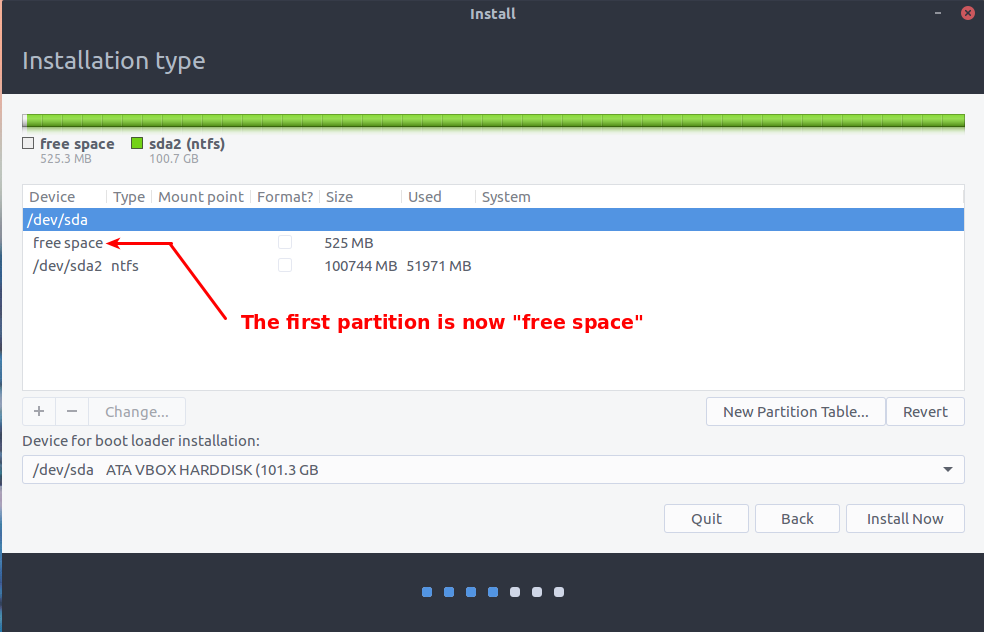 Install
Installation type
free space sda2 (ntfs)
525.3 MB 100.7 GB
Device Type Mount point Format? Size Used System
/dev/sda
free space 525 MB
/dev/sda2 ntfs 100744 MB 51971 MB
The first partition is now "free space"
+ − Change... New Partition Table... Revert
Device for boot loader installation:
/dev/sda ATA VBOX HARDDISK (101.3 GB
Quit Back Install Now